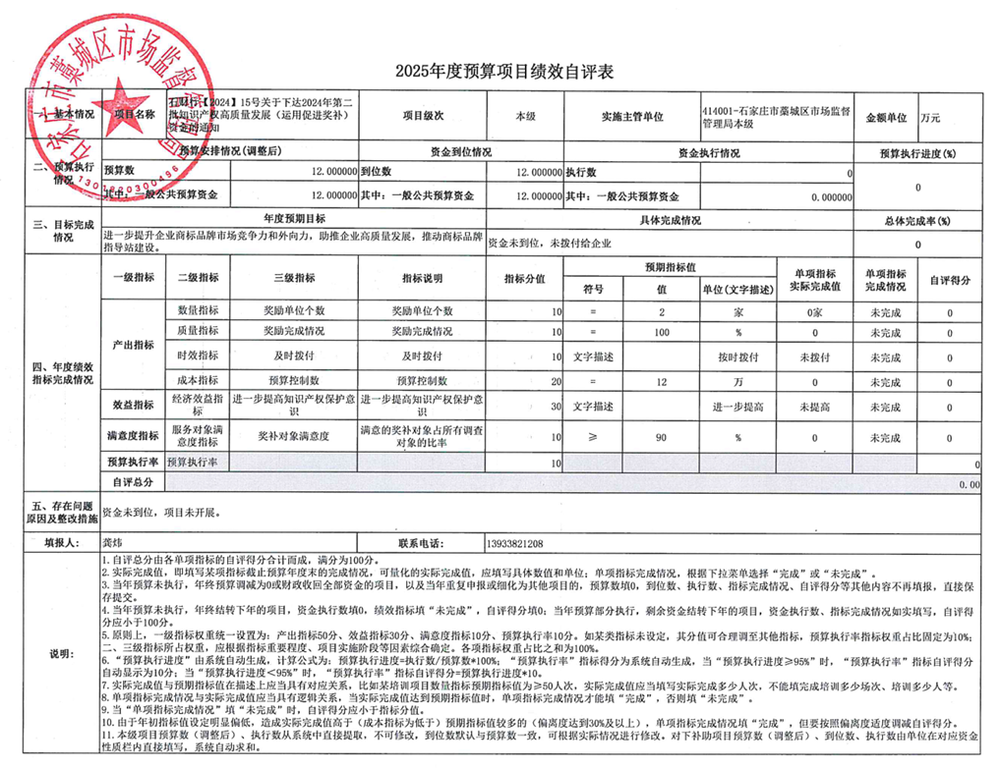 2025年度预算项目绩效自评表
一、基本情况 项目名称 石财行【2024】15号关于下达2024年第二批知识产权高质量发展（运用促进奖补）资金的通知 项目级次 本级 实施主管单位 414001-石家庄市藁城区市场监督管理局本级 金额单位 万元
二、预算执行情况 预算安排情况(调整后) 资金到位情况 资金执行情况 预算执行进度(%)
预算数 12.000000 到位数 12.000000 执行数 0 0
其中：一般公共预算资金 12.000000 其中：一般公共预算资金 12.000000 其中：一般公共预算资金 0.000000
三、目标完成情况 年度预期目标 具体完成情况 总体完成率(%)
进一步提升企业商标品牌市场竞争力和外向力，助推企业高质量发展，推动商标品牌指导站建设。 资金未到位，未拨付给企业 0
四、年度绩效指标完成情况 一级指标 二级指标 三级指标 指标说明 指标分值 预期指标值 单项指标实际完成值 单项指标完成情况 自评得分
符号 值 单位(文字描述)
产出指标 数量指标 奖励单位个数 奖励单位个数 10 = 2 家 0家 未完成 0
质量指标 奖励完成情况 奖励完成情况 10 = 100 % 0 未完成 0
时效指标 及时拨付 及时拨付 10 文字描述 按时拨付 未拨付 未完成 0
成本指标 预算控制数 预算控制数 20 = 12 万 0 未完成 0
效益指标 经济效益指标 进一步提高知识产权保护意识 进一步提高知识产权保护意识 30 文字描述 进一步提高 未提高 未完成 0
满意度指标 服务对象满意度指标 奖补对象满意度 满意的奖补对象占所有调查对象的比率 10 ≥ 90 % 0 未完成 0
预算执行率 预算执行率 10 0
自评总分 0.00
五、存在问题原因及整改措施 资金未到位，项目未开展。
填报人： 龚炜 联系电话： 13933821208
说明：
1.自评总分由各单项指标的自评得分合计而成，满分为100分。
2.实际完成值，即填写某项指标截止预算年度末的完成情况，可量化的实际完成值，应填写具体数值和单位；单项指标完成情况，根据下拉菜单选择“完成”或“未完成”。
3.当年预算未执行，年终预算调减为0或财政收回全部资金的项目，以及当年重复申报或细化为其他项目的，预算数填0，到位数、执行数、指标完成情况、自评得分等其他内容不再填报，直接保
存提交。
4.当年预算未执行，年终结转下年的项目，资金执行数填0，绩效指标填“未完成”，自评得分填0；当年预算部分执行，剩余资金结转下年的项目，资金执行数、指标完成情况如实填写，自评得
分应小于100分。
5.原则上，一级指标权重统一设置为：产出指标50分、效益指标30分、满意度指标10分、预算执行率10分。如某类指标未设定，其分值可合理调至其他指标，预算执行率指标权重占比固定为10%；
二、三级指标所占权重，应根据指标重要程度、项目实施阶段等因素综合确定。各项指标权重占比之和为100%。
6.“预算执行进度”由系统自动生成，计算公式为：预算执行进度=执行数/预算数*100%；“预算执行率”指标得分为系统自动生成，当“预算执行进度≥95%”时，“预算执行率”指标自评得分
自动显示为10分；当“预算执行进度<95%”时，“预算执行率”指标自评得分=预算执行进度*10。
7.实际完成值与预期指标值在描述上应当具有对应关系，比如某培训项目数量指标预期指标值为≥50人次，实际完成值应当填写实际完成多少人次，不能填完成培训多少场次、培训多少人等。
8.单项指标完成情况与实际完成值应当具有逻辑关系，当实际完成值达到预期指标值时，单项指标完成情况才能填“完成”，否则填“未完成”。
9.当“单项指标完成情况”填“未完成”时，自评得分应小于指标分值。
10.由于年初指标值设定明显偏低，造成实际完成值高于（成本指标为低于）预期指标值较多的（偏离度达到30%及以上），单项指标完成情况填“完成”，但要按照偏离度适度调减自评得分。
11.本级项目预算数（调整后）、执行数从系统中直接提取，不可修改，到位数默认与预算数一致，可根据实际情况进行修改。对下补助项目预算数（调整后）、到位数、执行数由单位在对应资金
性质栏内直接填写，系统自动求和。
石家庄市藁城区市场监督管理局
1301820300496